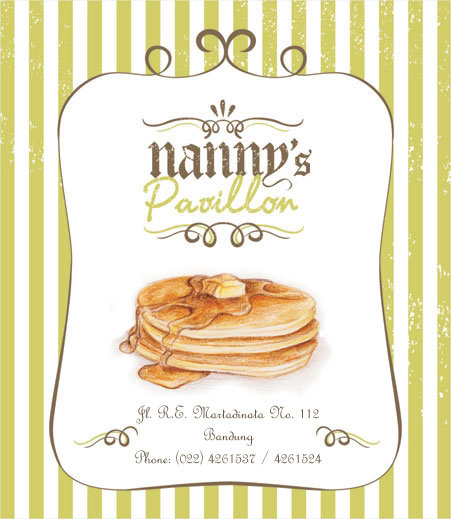 nanny's
Pavillon
Jl. R.E. Martadinata No. 112
Bandung
Phone: (022) 4261537 / 4261524